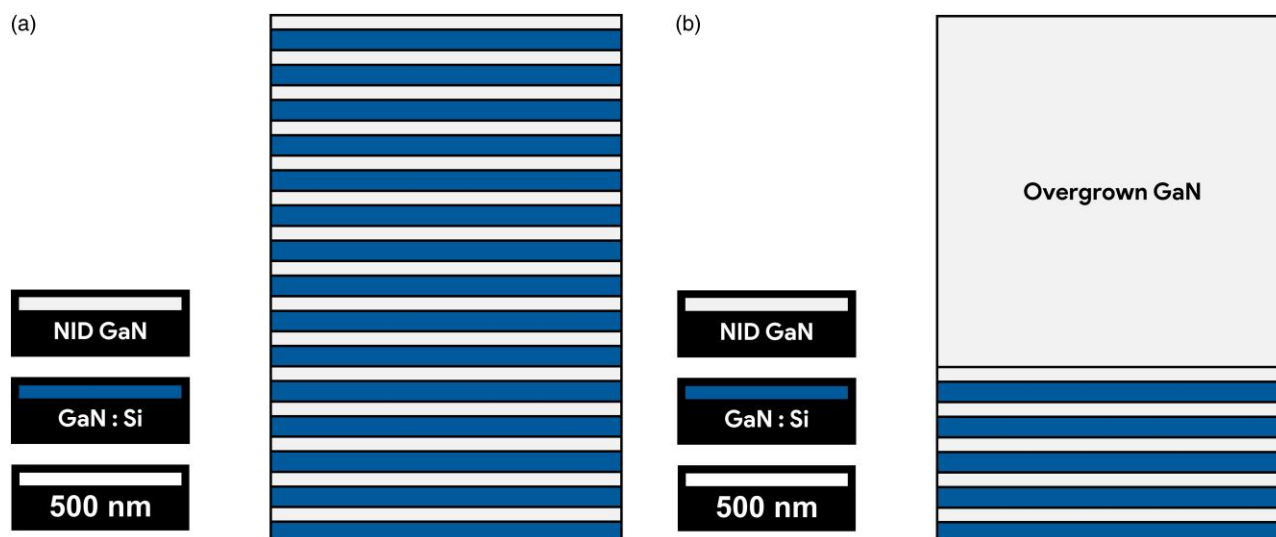 (a)
NID GaN
GaN : Si
500 nm
(b)
Overgrown GaN
NID GaN
GaN : Si
500 nm